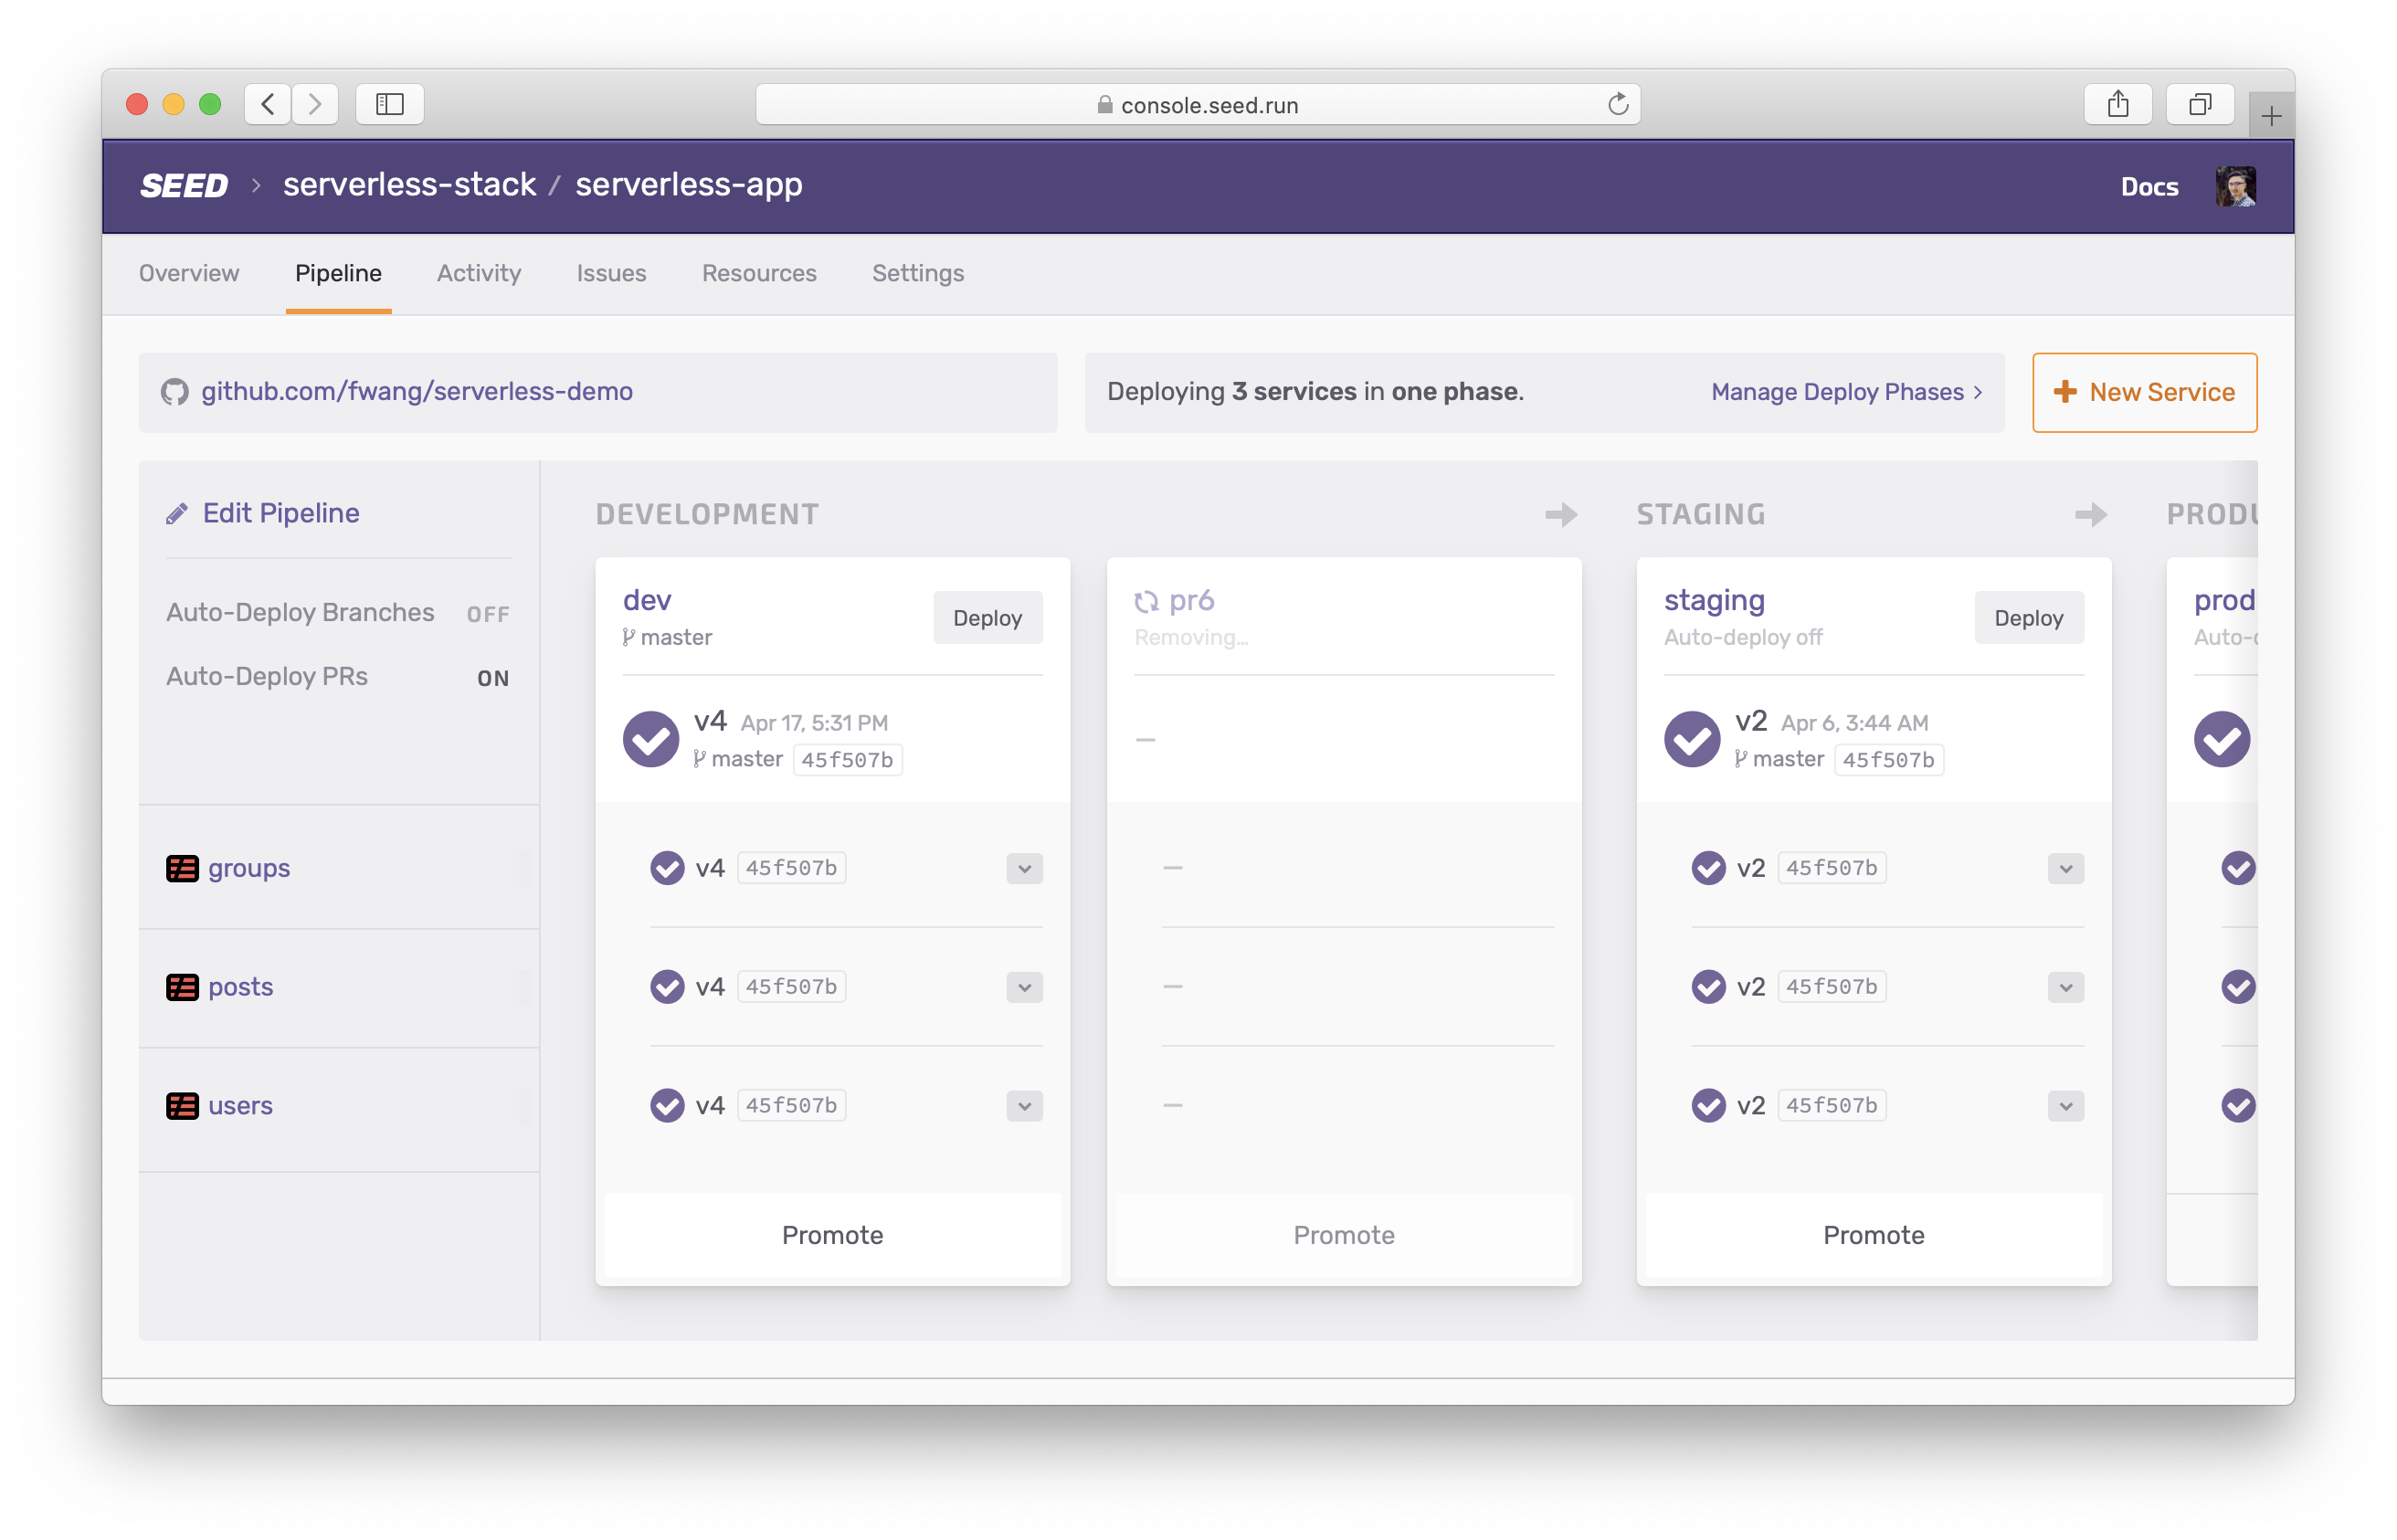 console.seed.run
SEED > serverless-stack / serverless-app
Docs
Overview
Pipeline
Activity
Issues
Resources
Settings
github.com/fwang/serverless-demo
Deploying 3 services in one phase.
Manage Deploy Phases >
+ New Service
Edit Pipeline
Auto-Deploy Branches OFF
Auto-Deploy PRs ON
groups
posts
users
DEVELOPMENT
dev
master
Deploy
v4 Apr 17, 5:31 PM
master 45f507b
v4 45f507b
v4 45f507b
v4 45f507b
Promote
pr6
Removing...
–
–
–
–
Promote
STAGING
staging
Auto-deploy off
Deploy
v2 Apr 6, 3:44 AM
master 45f507b
v2 45f507b
v2 45f507b
v2 45f507b
Promote
prod